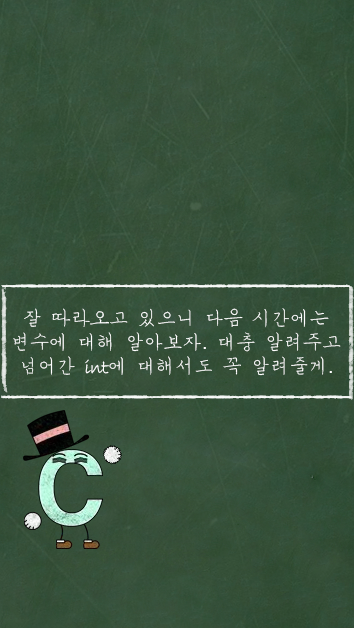 잘 따라오고 있으니 다음 시간에는
변수에 대해 알아보자. 대충 알려주고
넘어간 int에 대해서도 꼭 알려줄게.
C